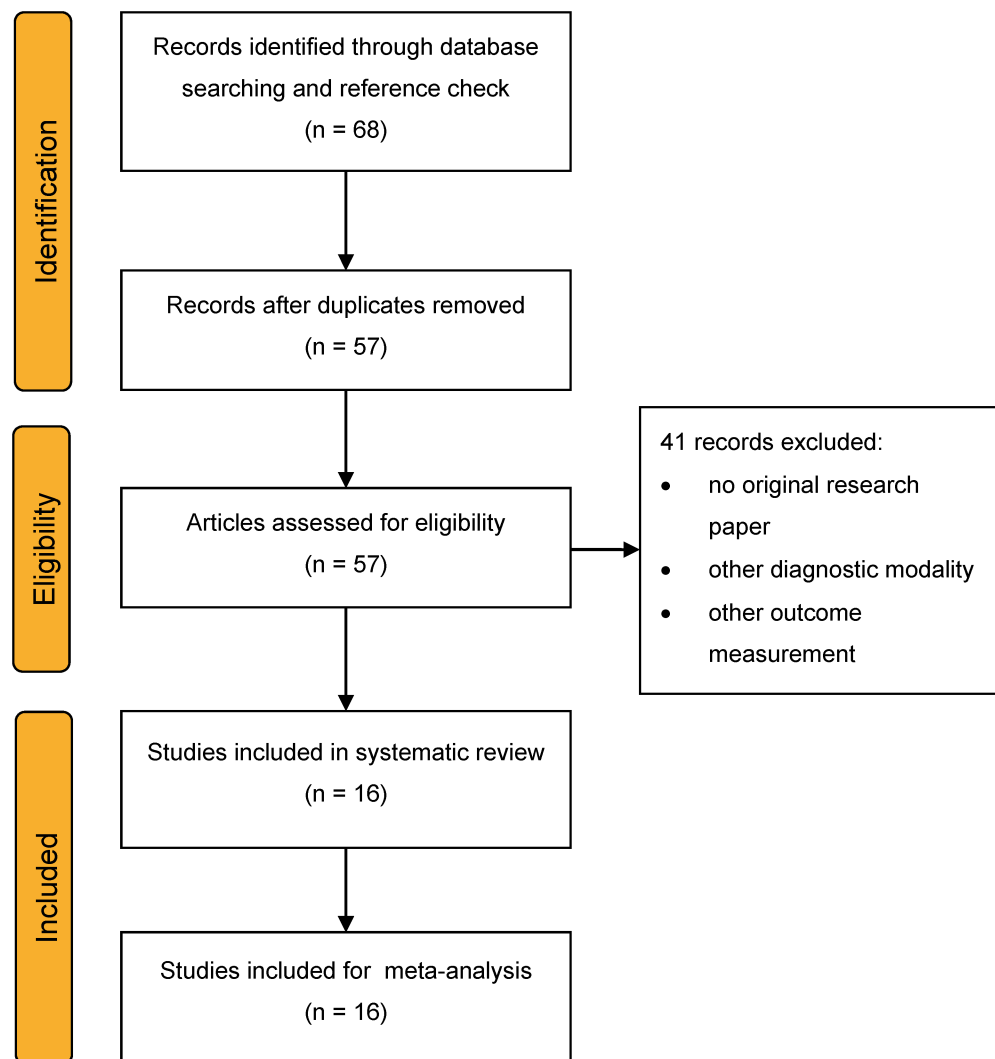 Identification
Records identified through database
searching and reference check
(n = 68)
Records after duplicates removed
(n = 57)
Eligibility
Articles assessed for eligibility
(n = 57)
41 records excluded:
• no original research
paper
• other diagnostic modality
• other outcome
measurement
Included
Studies included in systematic review
(n = 16)
Studies included for meta-analysis
(n = 16)